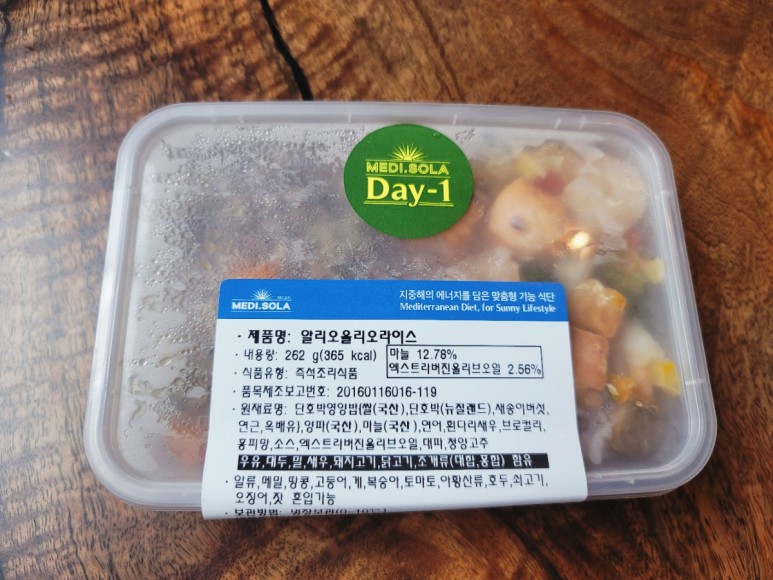 MEDI.SOLA
Day-1
MEDI.SOLA
지중해의 에너지를 담은 맞춤형 기능 식단
Mediterranean Diet, for Sunny Lifestyle
· 제품명: 알리오올리오라이스
· 내용량: 262 g(365 kcal)
마늘 12.78%
엑스트라버진올리브오일 2.56%
· 식품유형: 즉석조리식품
· 품목제조보고번호: 20160116016-119
· 원재료명: 단호박영양밥(쌀(국산),단호박(뉴질랜드),새송이버섯,
연근,옥배유),양파(국산),마늘(국산),연어,흰다리새우,브로컬리,
홍피망,소스,엑스트라버진올리브오일,대파,청양고추
우유,대두,밀,새우,돼지고기,닭고기,조개류(대합,홍합) 함유
· 알류,메밀,땅콩,고등어,게,복숭아,토마토,아황산류,호두,쇠고기,
오징어,잣 혼입가능
· 보관방법: